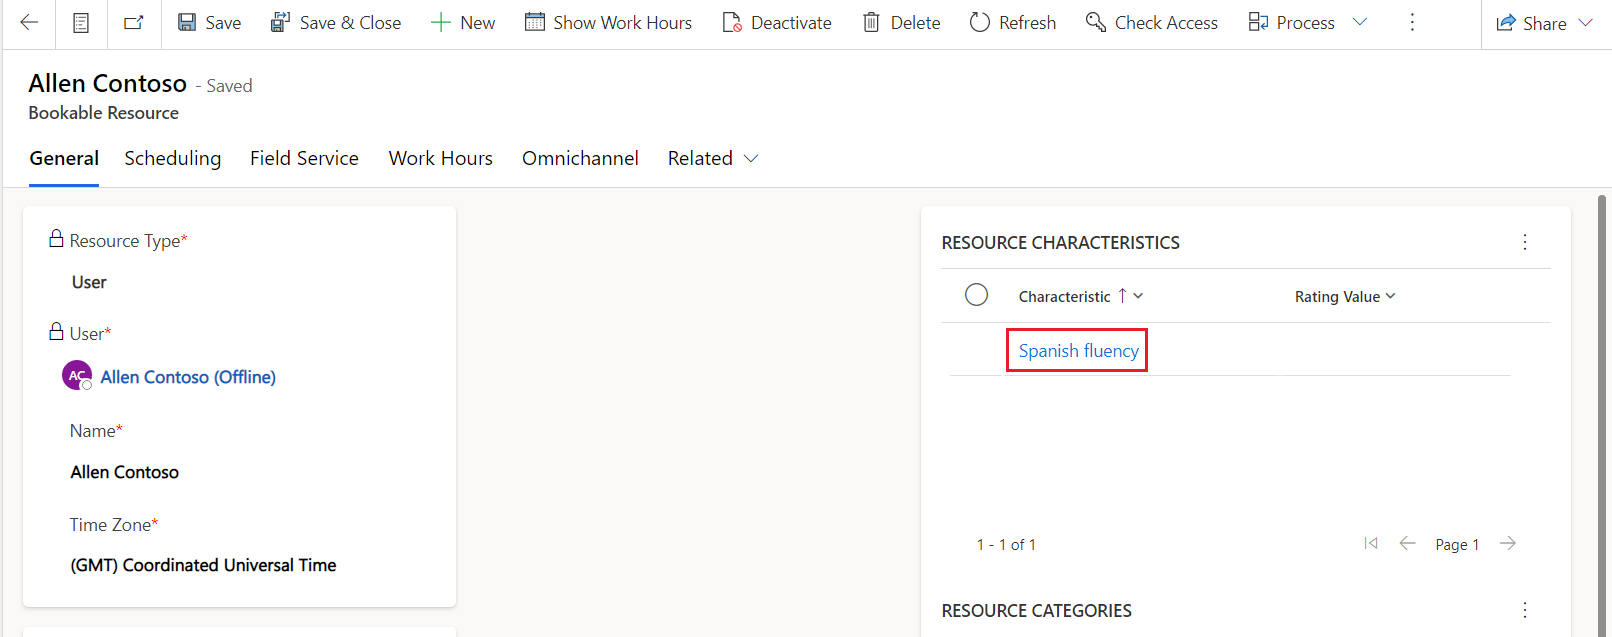 Save Save & Close New Show Work Hours Deactivate Delete Refresh Check Access Process Share
Allen Contoso - Saved
Bookable Resource
General Scheduling Field Service Work Hours Omnichannel Related
Resource Type*
User
User*
AC Allen Contoso (Offline)
Name*
Allen Contoso
Time Zone*
(GMT) Coordinated Universal Time
RESOURCE CHARACTERISTICS
Characteristic ↑ Rating Value
Spanish fluency
1 - 1 of 1 Page 1
RESOURCE CATEGORIES